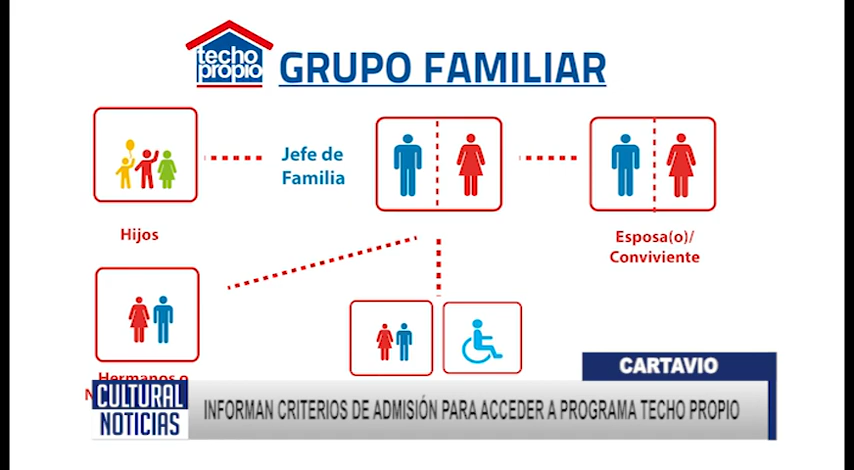 techo
propio
GRUPO FAMILIAR
Jefe de
Familia
Hijos
Esposa(o)/
Conviviente
Hermanos o
CARTAVIO
CULTURAL
NOTICIAS
INFORMAN CRITERIOS DE ADMISIÓN PARA ACCEDER A PROGRAMA TECHO PROPIO